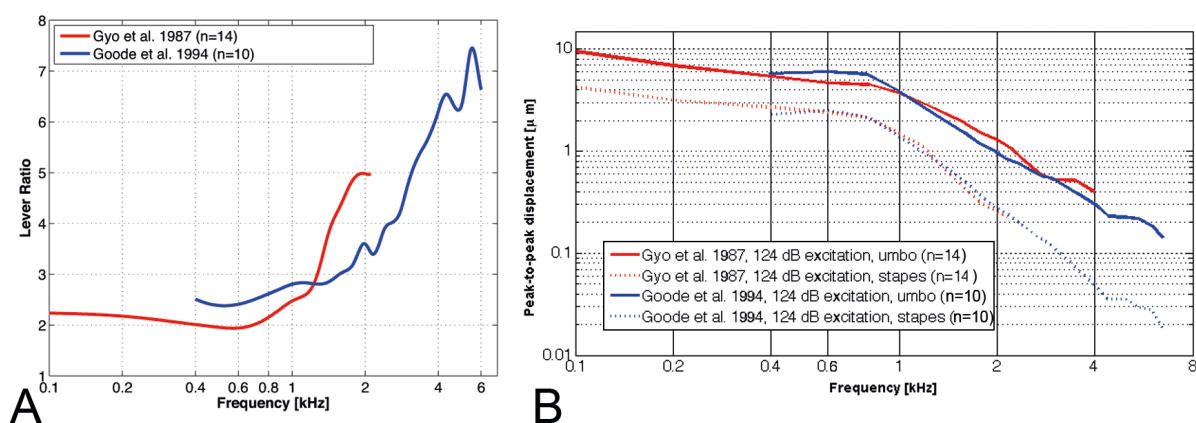 A
8
7
6
5
4
3
2
1
Lever Ratio
Gyo et al. 1987 (n=14)
Goode et al. 1994 (n=10)
0.1 0.2 0.4 0.6 0.8 1 2 4 6
Frequency [kHz]
B
10
1
0.1
0.01
Peak-to-peak displacement [μ m]
Gyo et al. 1987, 124 dB excitation, umbo (n=14)
Gyo et al. 1987, 124 dB excitation, stapes (n=14)
Goode et al. 1994, 124 dB excitation, umbo (n=10)
Goode et al. 1994, 124 dB excitation, stapes (n=10)
0.1 0.2 0.4 0.6 1 2 4 8
Frequency [kHz]